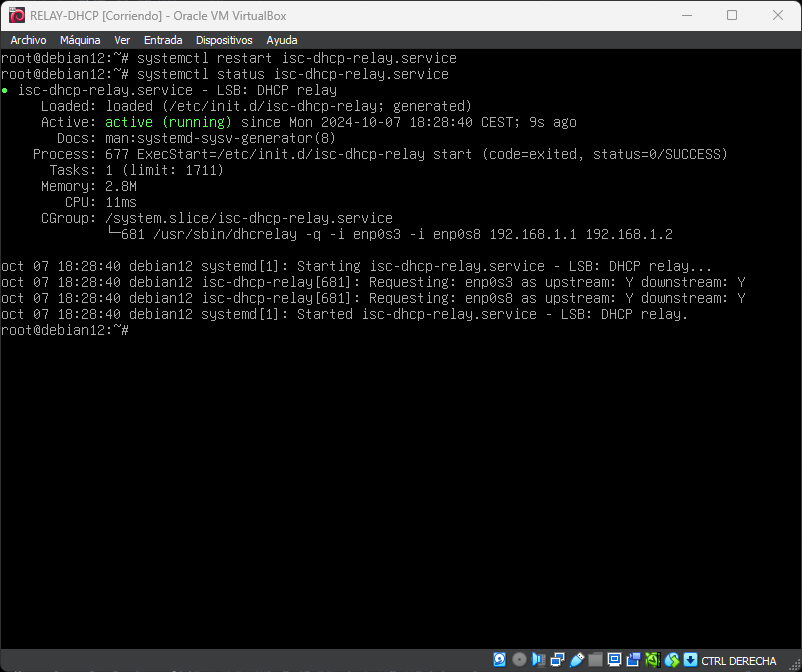 RELAY-DHCP [Corriendo] - Oracle VM VirtualBox
Archivo Máquina Ver Entrada Dispositivos Ayuda
root@debian12:~# systemctl restart isc-dhcp-relay.service
root@debian12:~# systemctl status isc-dhcp-relay.service
● isc-dhcp-relay.service - LSB: DHCP relay
     Loaded: loaded (/etc/init.d/isc-dhcp-relay; generated)
     Active: active (running) since Mon 2024-10-07 18:28:40 CEST; 9s ago
       Docs: man:systemd-sysv-generator(8)
    Process: 677 ExecStart=/etc/init.d/isc-dhcp-relay start (code=exited, status=0/SUCCESS)
      Tasks: 1 (limit: 1711)
     Memory: 2.8M
        CPU: 11ms
     CGroup: /system.slice/isc-dhcp-relay.service
             └─681 /usr/sbin/dhcrelay -q -i enp0s3 -i enp0s8 192.168.1.1 192.168.1.2
oct 07 18:28:40 debian12 systemd[1]: Starting isc-dhcp-relay.service - LSB: DHCP relay...
oct 07 18:28:40 debian12 isc-dhcp-relay[681]: Requesting: enp0s3 as upstream: Y downstream: Y
oct 07 18:28:40 debian12 isc-dhcp-relay[681]: Requesting: enp0s8 as upstream: Y downstream: Y
oct 07 18:28:40 debian12 systemd[1]: Started isc-dhcp-relay.service - LSB: DHCP relay.
root@debian12:~#
CTRL DERECHA